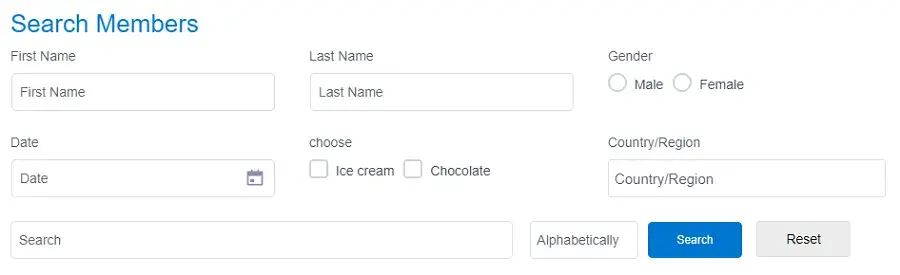 Search Members
First Name Last Name Gender
First Name Last Name Male Female
Date choose Country/Region
Date Ice cream Chocolate Country/Region
Search Alphabetically Search Reset